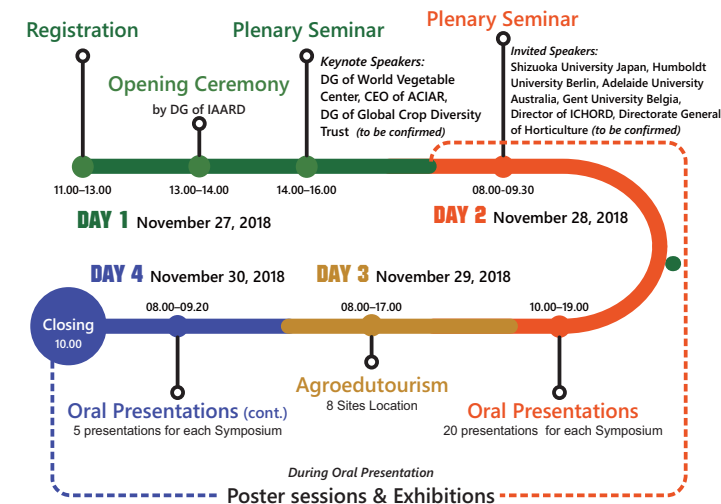 Registration
11.00–13.00
Opening Ceremony
by DG of IAARD
13.00–14.00
Plenary Seminar
Keynote Speakers:
DG of World Vegetable
Center, CEO of ACIAR,
DG of Global Crop Diversity
Trust (to be confirmed)
14.00–16.00
DAY 1 November 27, 2018
Plenary Seminar
Invited Speakers:
Shizuoka University Japan, Humboldt
University Berlin, Adelaide University
Australia, Gent University Belgia,
Director of ICHORD, Directorate General
of Horticulture (to be confirmed)
08.00–09.30
DAY 2 November 28, 2018
10.00–19.00
Oral Presentations
20 presentations for each Symposium
DAY 3 November 29, 2018
08.00–17.00
Agroedutourism
8 Sites Location
DAY 4 November 30, 2018
08.00–09.20
Oral Presentations (cont.)
5 presentations for each Symposium
Closing
10.00
During Oral Presentation
Poster sessions & Exhibitions